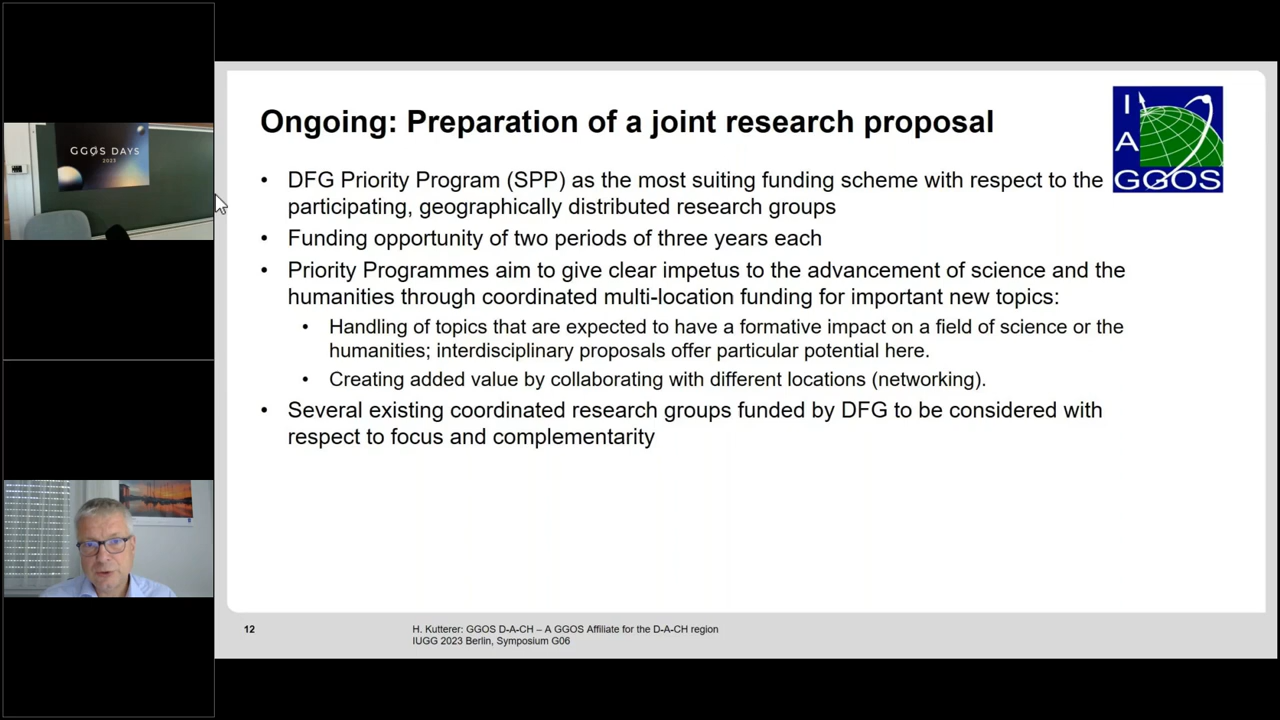 GGOS DAYS
2023
Ongoing: Preparation of a joint research proposal
I
A
GGOS
• DFG Priority Program (SPP) as the most suiting funding scheme with respect to the
participating, geographically distributed research groups
• Funding opportunity of two periods of three years each
• Priority Programmes aim to give clear impetus to the advancement of science and the
humanities through coordinated multi-location funding for important new topics:
• Handling of topics that are expected to have a formative impact on a field of science or the
humanities; interdisciplinary proposals offer particular potential here.
• Creating added value by collaborating with different locations (networking).
• Several existing coordinated research groups funded by DFG to be considered with
respect to focus and complementarity
12
H. Kutterer: GGOS D-A-CH – A GGOS Affiliate for the D-A-CH region
IUGG 2023 Berlin, Symposium G06